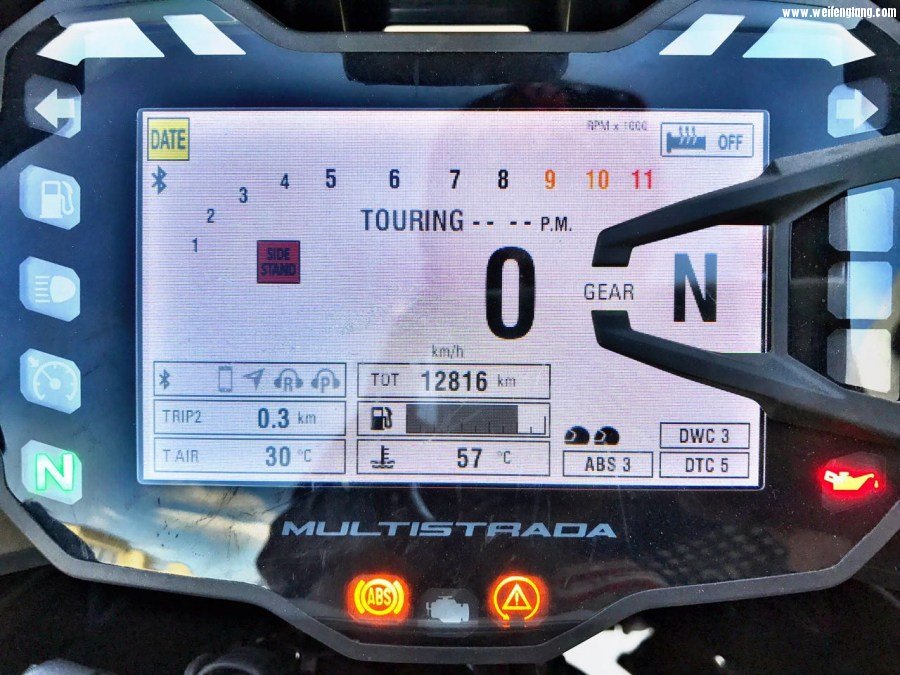 www.weifengtang.com
DATE
RPM x 1000
OFF
1 2 3 4 5 6 7 8 9 10 11
TOURING -- -- P.M.
SIDE
STAND
0
GEAR
N
km/h
R P
TOT 12816 km
TRIP2 0.3 km
T AIR 30 °C
57 °C
DWC 3
ABS 3
DTC 5
N
MULTISTRADA
ABS